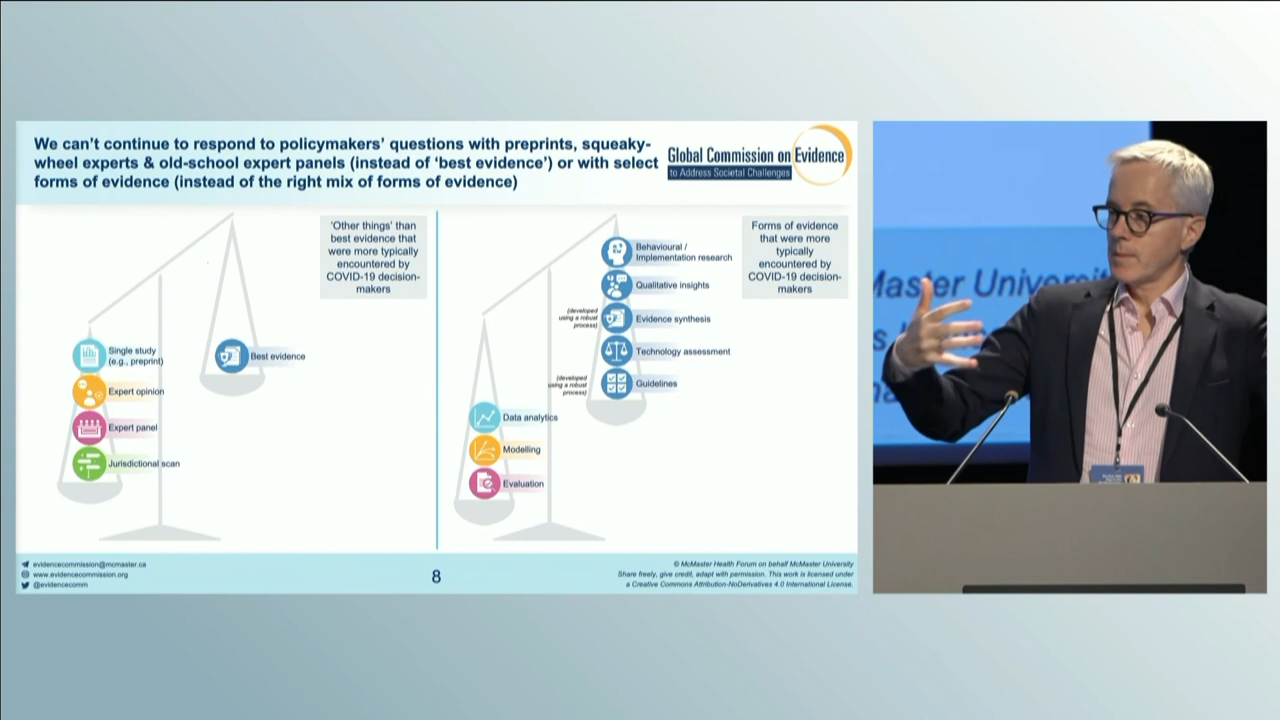 We can't continue to respond to policymakers' questions with preprints, squeaky-
wheel experts & old-school expert panels (instead of 'best evidence') or with select
forms of evidence (instead of the right mix of forms of evidence)
Global Commission on Evidence
to Address Societal Challenges
'Other things' than
best evidence that
were more typically
encountered by
COVID-19 decision-
makers
Single study
(e.g., preprint)
Best evidence
Expert opinion
Expert panel
Jurisdictional scan
Forms of evidence
that were more
typically
encountered by
COVID-19 decision-
makers
Behavioural /
Implementation research
Qualitative insights
(developed
using a robust
process)
Evidence synthesis
Technology assessment
(developed
using a robust
process)
Guidelines
Data analytics
Modelling
Evaluation
evidencecommission@mcmaster.ca
www.evidencecommission.org
@evidencecomm
8
© McMaster Health Forum on behalf McMaster University
Share freely, give credit, adapt with permission. This work is licensed under
a Creative Commons Attribution-NoDerivatives 4.0 International License.
Master University